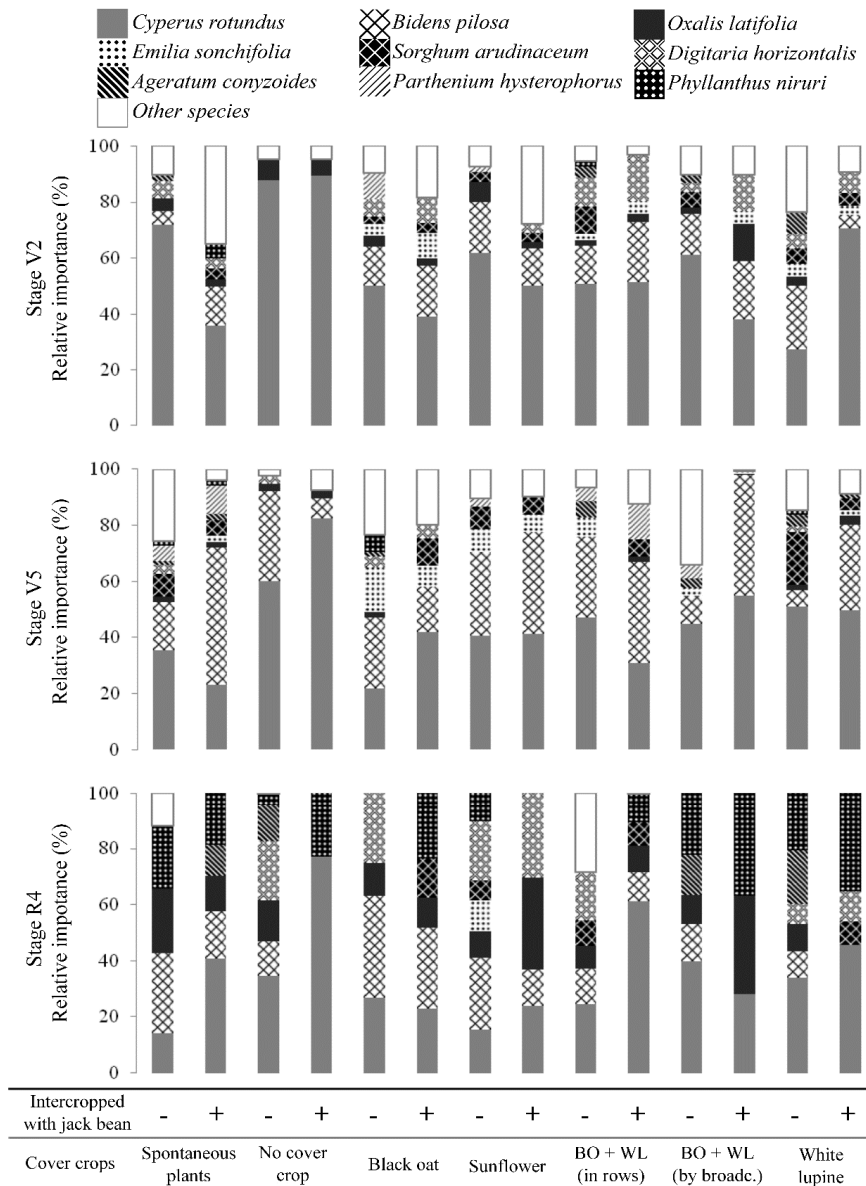 Cyperus rotundus
Bidens pilosa
Oxalis latifolia
Emilia sonchifolia
Sorghum arudinaceum
Digitaria horizontalis
Ageratum conyzoides
Parthenium hysterophorus
Phyllanthus niruri
Other species
Stage V2
Relative importance (%)
100
80
60
40
20
0
Stage V5
Relative importance (%)
100
80
60
40
20
0
Stage R4
Relative impotance (%)
100
80
60
40
20
0
Intercropped
with jack bean
- + - + - + - + - + - + - +
Cover crops
Spontaneous
plants
No cover
crop
Black oat
Sunflower
BO + WL
(in rows)
BO + WL
(by broadc.)
White
lupine